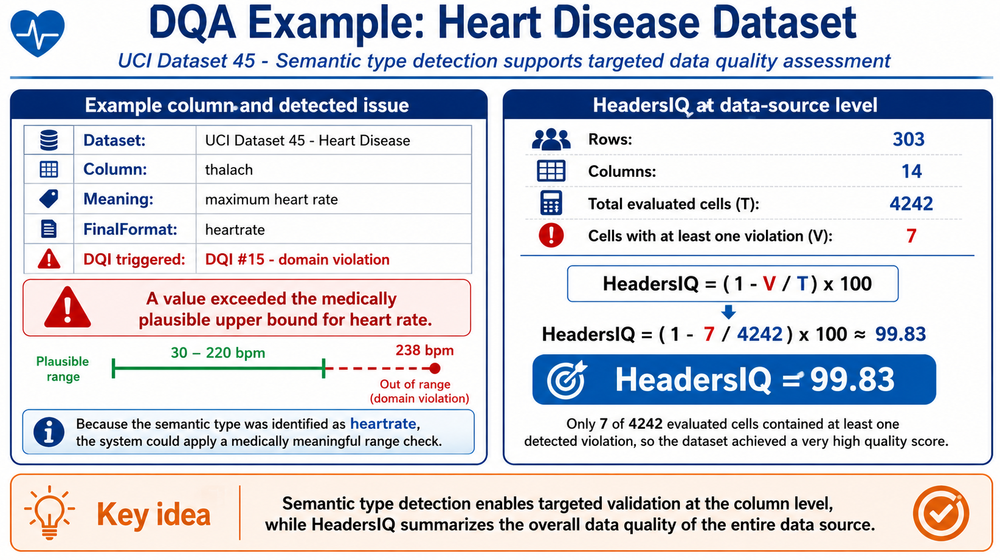 DQA Example: Heart Disease Dataset
UCI Dataset 45 - Semantic type detection supports targeted data quality assessment
Example column and detected issue
Dataset: UCI Dataset 45 - Heart Disease
Column: thalach
Meaning: maximum heart rate
FinalFormat: heartrate
DQI triggered: DQI #15 - domain violation
A value exceeded the medically
plausible upper bound for heart rate.
Plausible
range
30 – 220 bpm
238 bpm
Out of range
(domain violation)
Because the semantic type was identified as heartrate,
the system could apply a medically meaningful range check.
HeadersIQ at data-source level
Rows: 303
Columns: 14
Total evaluated cells (T): 4242
Cells with at least one violation (V): 7
HeadersIQ = ( 1 - V / T ) x 100
HeadersIQ = ( 1 - 7 / 4242 ) x 100 ≈ 99.83
HeadersIQ = 99.83
Only 7 of 4242 evaluated cells contained at least one
detected violation, so the dataset achieved a very high quality score.
Key idea
Semantic type detection enables targeted validation at the column level,
while HeadersIQ summarizes the overall data quality of the entire data source.